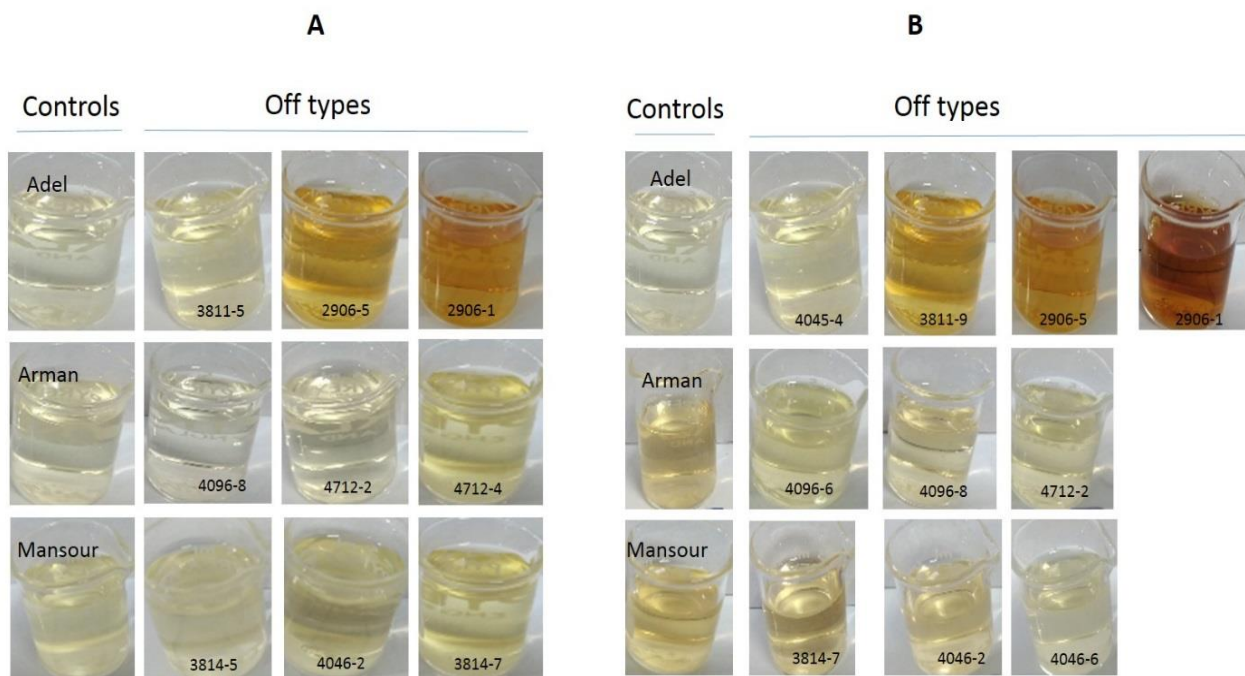 A
B
Controls
Off types
Controls
Off types
Adel
3811-5
2906-5
2906-1
Adel
4045-4
3811-9
2906-5
2906-1
Arman
4096-8
4712-2
4712-4
Arman
4096-6
4096-8
4712-2
Mansour
3814-5
4046-2
3814-7
Mansour
3814-7
4046-2
4046-6